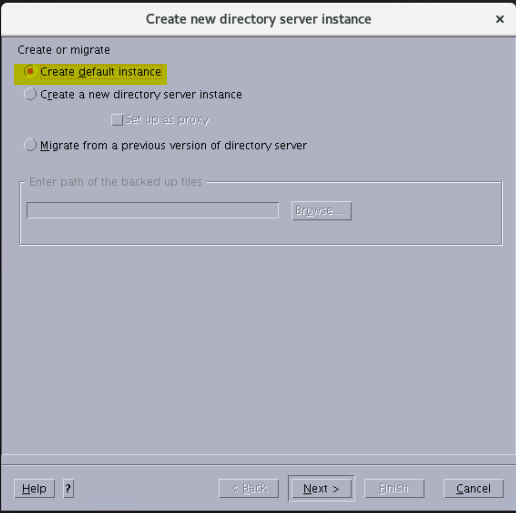 Create new directory server instance
×
Create or migrate
Create default instance
Create a new directory server instance
Set up as proxy
Migrate from a previous version of directory server
Enter path of the backed up files
Browse ...
Help ? < Back Next > Finish Cancel